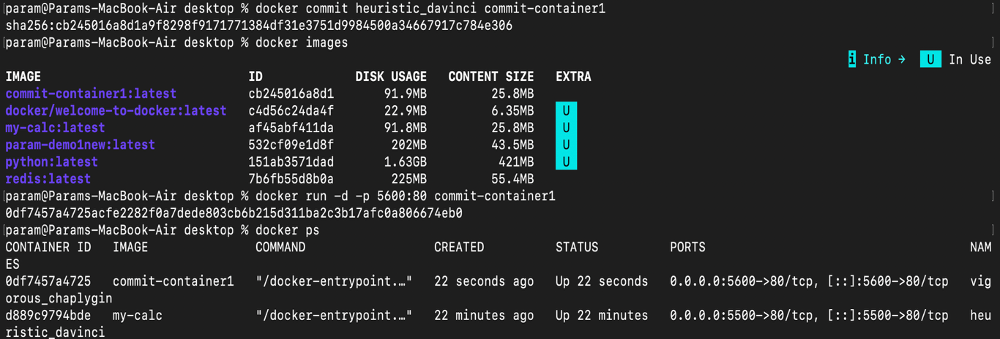 [param@Params-MacBook-Air desktop % docker commit heuristic_davinci commit-container1 ]
sha256:cb245016a8d1a9f8298f9171771384df31e3751d9984500a34667917c784e306
[param@Params-MacBook-Air desktop % docker images ]
i Info → U In Use
IMAGE ID DISK USAGE CONTENT SIZE EXTRA
commit-container1:latest cb245016a8d1 91.9MB 25.8MB
docker/welcome-to-docker:latest c4d56c24da4f 22.9MB 6.35MB U
my-calc:latest af45abf411da 91.8MB 25.8MB U
param-demo1new:latest 532cf09e1d8f 202MB 43.5MB U
python:latest 151ab3571dad 1.63GB 421MB U
redis:latest 7b6fb55d8b0a 225MB 55.4MB
[param@Params-MacBook-Air desktop % docker run -d -p 5600:80 commit-container1 ]
0df7457a4725acfe2282f0a7dede803cb6b215d311ba2c3b17afc0a806674eb0
[param@Params-MacBook-Air desktop % docker ps ]
CONTAINER ID IMAGE COMMAND CREATED STATUS PORTS NAM
ES
0df7457a4725 commit-container1 "/docker-entrypoint.…" 22 seconds ago Up 22 seconds 0.0.0.0:5600->80/tcp, [::]:5600->80/tcp vig
orous_chaplygin
d889c9794bde my-calc "/docker-entrypoint.…" 22 minutes ago Up 22 minutes 0.0.0.0:5500->80/tcp, [::]:5500->80/tcp heu
ristic_davinci